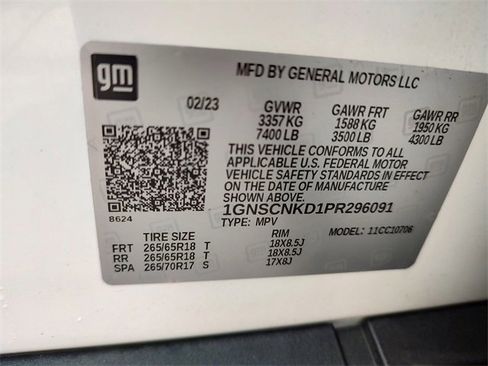 gm
MFD BY GENERAL MOTORS LLC
02/23 GVWR GAWR FRT GAWR RR
3357 KG 1588 KG 1950 KG
7400 LB 3500 LB 4300 LB
THIS VEHICLE CONFORMS TO ALL
APPLICABLE U.S. FEDERAL MOTOR
VEHICLE SAFETY STANDARDS IN EFFECT
ON THE DATE OF MANUFACTURE SHOWN ABOVE.
8624
1GNSCNKD1PR296091
TYPE: MPV MODEL: 11CC10706
TIRE SIZE RIM
FRT 265/65R18 T 18X8.5J
RR 265/65R18 T 18X8.5J
SPA 265/70R17 S 17X8J